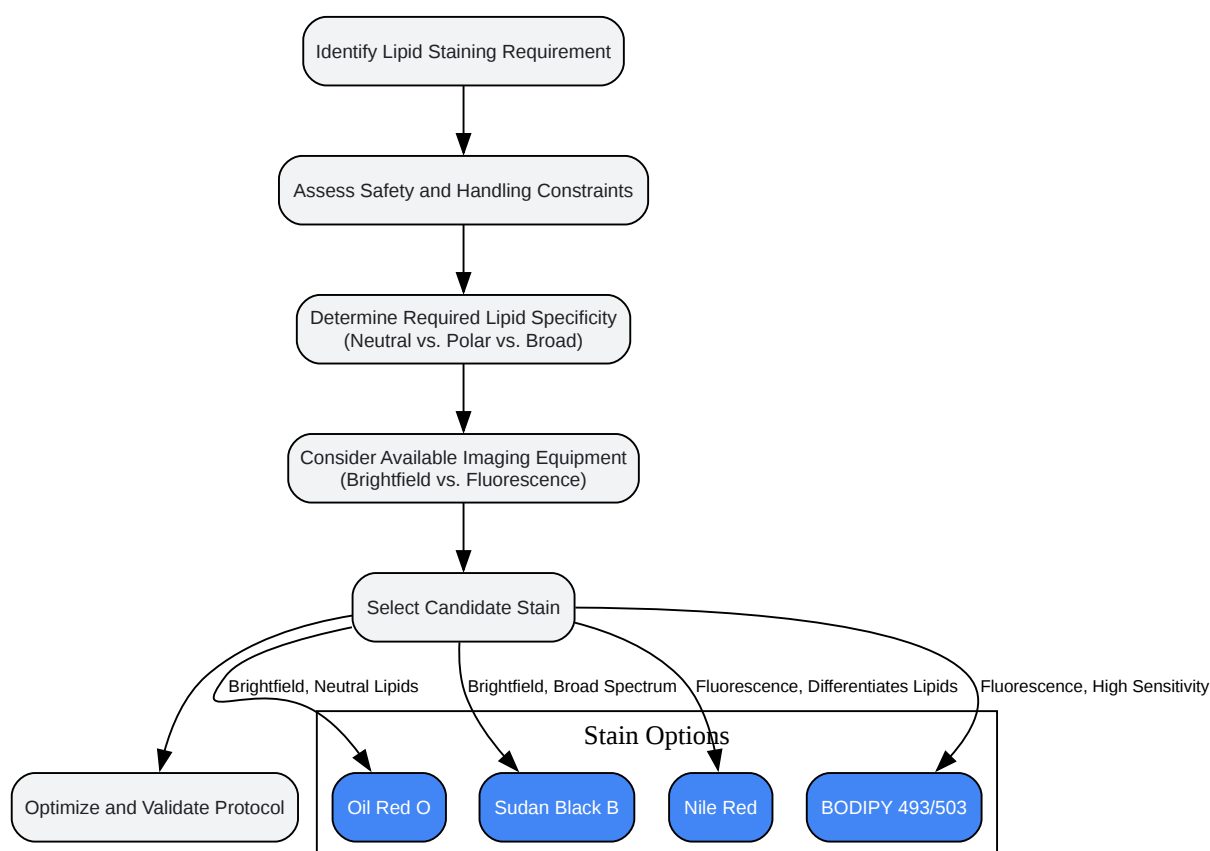 Identify Lipid Staining Requirement
Assess Safety and Handling Constraints
Determine Required Lipid Specificity
(Neutral vs. Polar vs. Broad)
Consider Available Imaging Equipment
(Brightfield vs. Fluorescence)
Select Candidate Stain
Brightfield, Neutral Lipids
Brightfield, Broad Spectrum
Fluorescence, Differentiates Lipids
Fluorescence, High Sensitivity
Stain Options
Optimize and Validate Protocol
Oil Red O
Sudan Black B
Nile Red
BODIPY 493/503